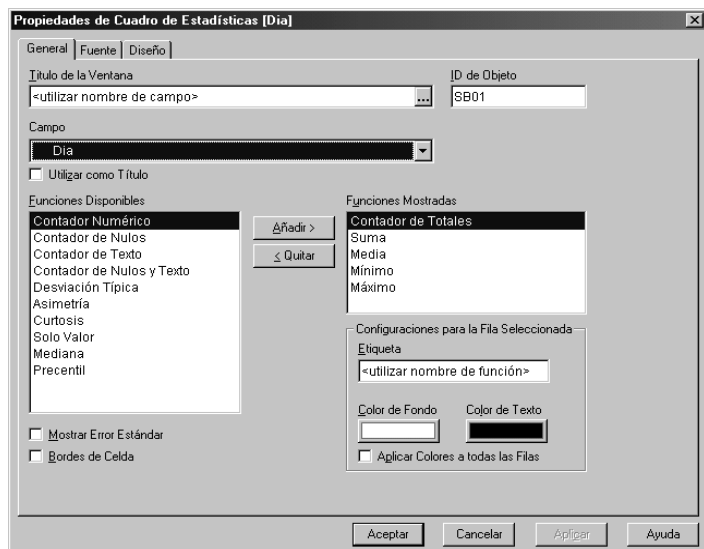 Propiedades de Cuadro de Estadísticas [Dia]
General Fuente Diseño
Titulo de la Ventana
ID de Objeto
<utilizar nombre de campo>
...
SB01
Campo
Dia
Utilizar como Título
Funciones Disponibles
Contador Numérico
Contador de Nulos
Contador de Texto
Contador de Nulos y Texto
Desviación Típica
Asimetría
Curtosis
Solo Valor
Mediana
Precentil
Añadir >
< Quitar
Funciones Mostradas
Contador de Totales
Suma
Media
Mínimo
Máximo
Configuraciones para la Fila Seleccionada
Etiqueta
<utilizar nombre de función>
Color de Fondo
Color de Texto
Aplicar Colores a todas las Filas
Mostrar Error Estándar
Bordes de Celda
Aceptar
Cancelar
Aplicar
Ayuda